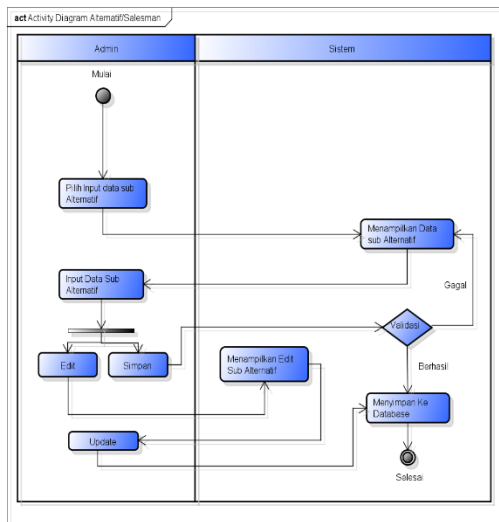 act Activity Diagram Alternatif/Salesman
Admin
Sistem
Mulai
Pilih Input data sub
Alternatif
Menampilkan Data
sub Alternatif
Input Data Sub
Alternatif
Gagal
Validasi
Edit
Simpan
Menampilkan Edit
Sub Alternatif
Berhasil
Menyimpan Ke
Database
Update
Selesai